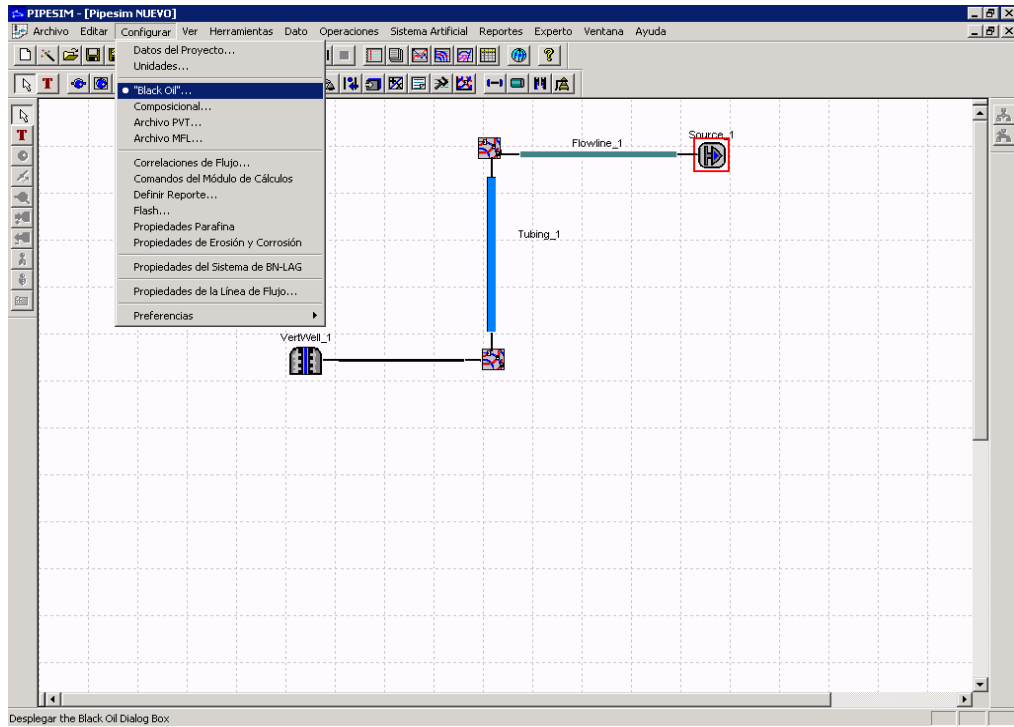 PIPESIM - [Pipesim NUEVO]
Archivo Editar Configurar Ver Herramientas Dato Operaciones Sistema Artificial Reportes Experto Ventana Ayuda
Datos del Proyecto...
Unidades...
"Black Oil"...
Composicional...
Archivo PVT...
Archivo MFL...
Correlaciones de Flujo...
Comandos del Módulo de Cálculos
Definir Reporte...
Flash...
Propiedades Parafina
Propiedades de Erosión y Corrosión
Propiedades del Sistema de BN-LAG
Propiedades de la Línea de Flujo...
Preferencias
T
T
Source_1
Flowline_1
Tubing_1
VertWell_1
Desplegar the Black Oil Dialog Box